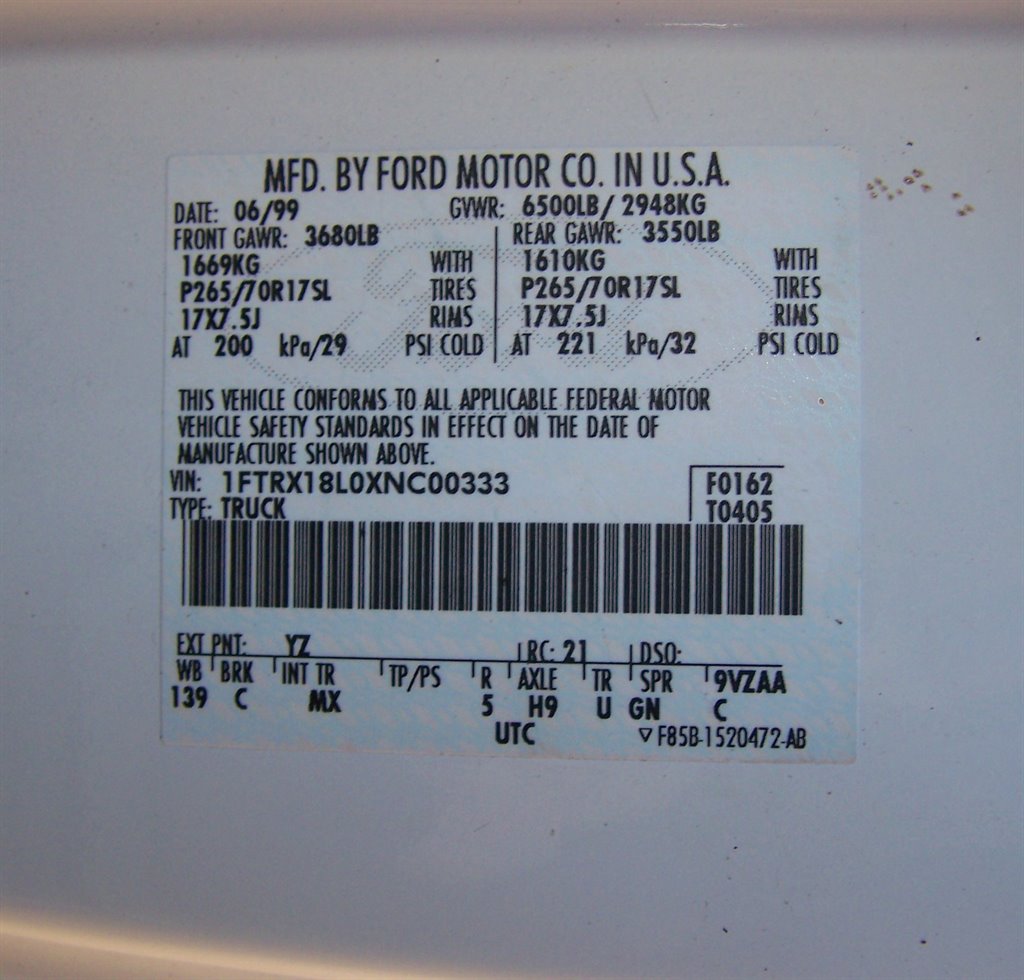 MFD. BY FORD MOTOR CO. IN U.S.A.
DATE: 06/99 GVWR: 6500LB/ 2948KG
FRONT GAWR: 3680LB REAR GAWR: 3550LB
1669KG WITH 1610KG WITH
P265/70R17SL TIRES P265/70R17SL TIRES
17X7.5J RIMS 17X7.5J RIMS
AT 200 kPa/29 PSI COLD AT 221 kPa/32 PSI COLD
THIS VEHICLE CONFORMS TO ALL APPLICABLE FEDERAL MOTOR
VEHICLE SAFETY STANDARDS IN EFFECT ON THE DATE OF
MANUFACTURE SHOWN ABOVE.
VIN: 1FTRX18L0XNC00333 F0162
TYPE: TRUCK T0405
EXT PNT: YZ RC: 21 DSO:
WB BRK INT TR TP/PS R AXLE TR SPR 9VZAA
139 C MX 5 H9 U GN C
UTC ▽ F85B-1520472-AB